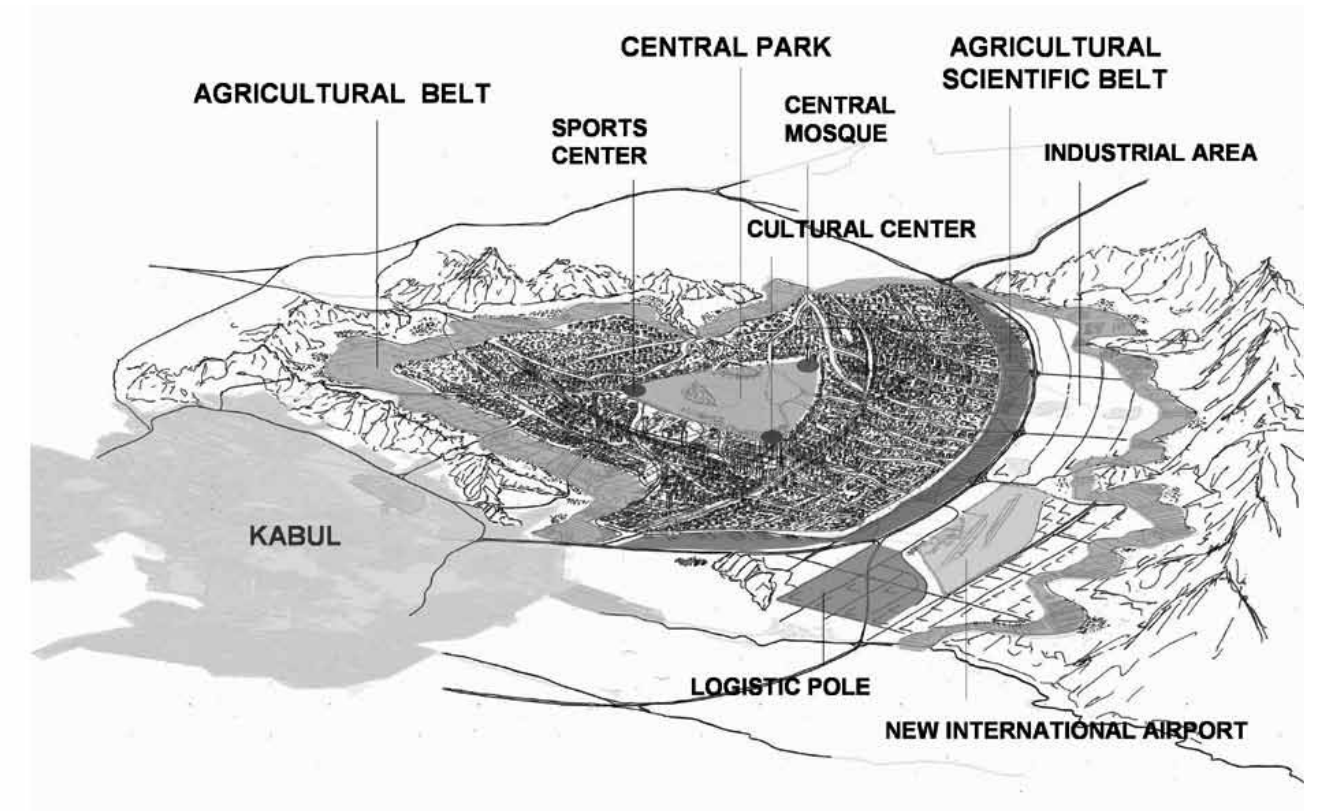 CENTRAL PARK
AGRICULTURAL
SCIENTIFIC BELT
AGRICULTURAL BELT
CENTRAL
MOSQUE
SPORTS
CENTER
INDUSTRIAL AREA
CULTURAL CENTER
KABUL
LOGISTIC POLE
NEW INTERNATIONAL AIRPORT